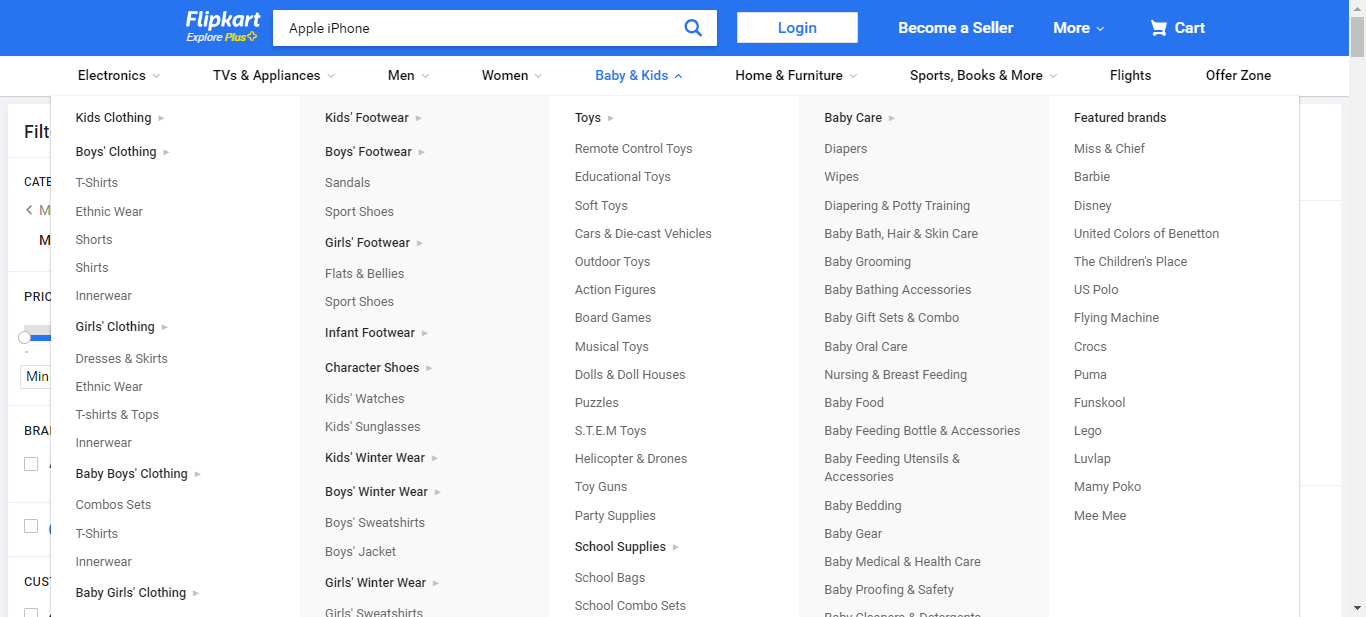 Flipkart
Explore Plus
Apple iPhone
Login
Become a Seller
More
Cart
Electronics
TVs & Appliances
Men
Women
Baby & Kids
Home & Furniture
Sports, Books & More
Flights
Offer Zone
Kids Clothing
Boys' Clothing
T-Shirts
Ethnic Wear
Shorts
Shirts
Innerwear
Girls' Clothing
Dresses & Skirts
Ethnic Wear
T-shirts & Tops
Innerwear
Baby Boys' Clothing
Combos Sets
T-Shirts
Innerwear
Baby Girls' Clothing
Kids' Footwear
Boys' Footwear
Sandals
Sport Shoes
Girls' Footwear
Flats & Bellies
Sport Shoes
Infant Footwear
Character Shoes
Kids' Watches
Kids' Sunglasses
Kids' Winter Wear
Boys' Winter Wear
Boys' Sweatshirts
Boys' Jacket
Girls' Winter Wear
Girls' Sweatshirts
Toys
Remote Control Toys
Educational Toys
Soft Toys
Cars & Die-cast Vehicles
Outdoor Toys
Action Figures
Board Games
Musical Toys
Dolls & Doll Houses
Puzzles
S.T.E.M Toys
Helicopter & Drones
Toy Guns
Party Supplies
School Supplies
School Bags
School Combo Sets
Baby Care
Diapers
Wipes
Diapering & Potty Training
Baby Bath, Hair & Skin Care
Baby Grooming
Baby Bathing Accessories
Baby Gift Sets & Combo
Baby Oral Care
Nursing & Breast Feeding
Baby Food
Baby Feeding Bottle & Accessories
Baby Feeding Utensils &
Accessories
Baby Bedding
Baby Gear
Baby Medical & Health Care
Baby Proofing & Safety
Baby Cleaners & Detergents
Featured brands
Miss & Chief
Barbie
Disney
United Colors of Benetton
The Children's Place
US Polo
Flying Machine
Crocs
Puma
Funskool
Lego
Luvlap
Mamy Poko
Mee Mee
Filt
CATE
M
M
PRIC
Min
BRA
CUST